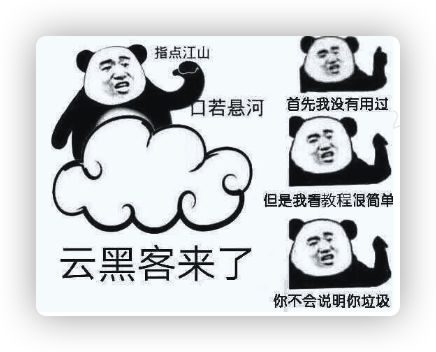 指点江山
口若悬河
云黑客来了
首先我没有用过
但是我看教程很简单
你不会说明你垃圾